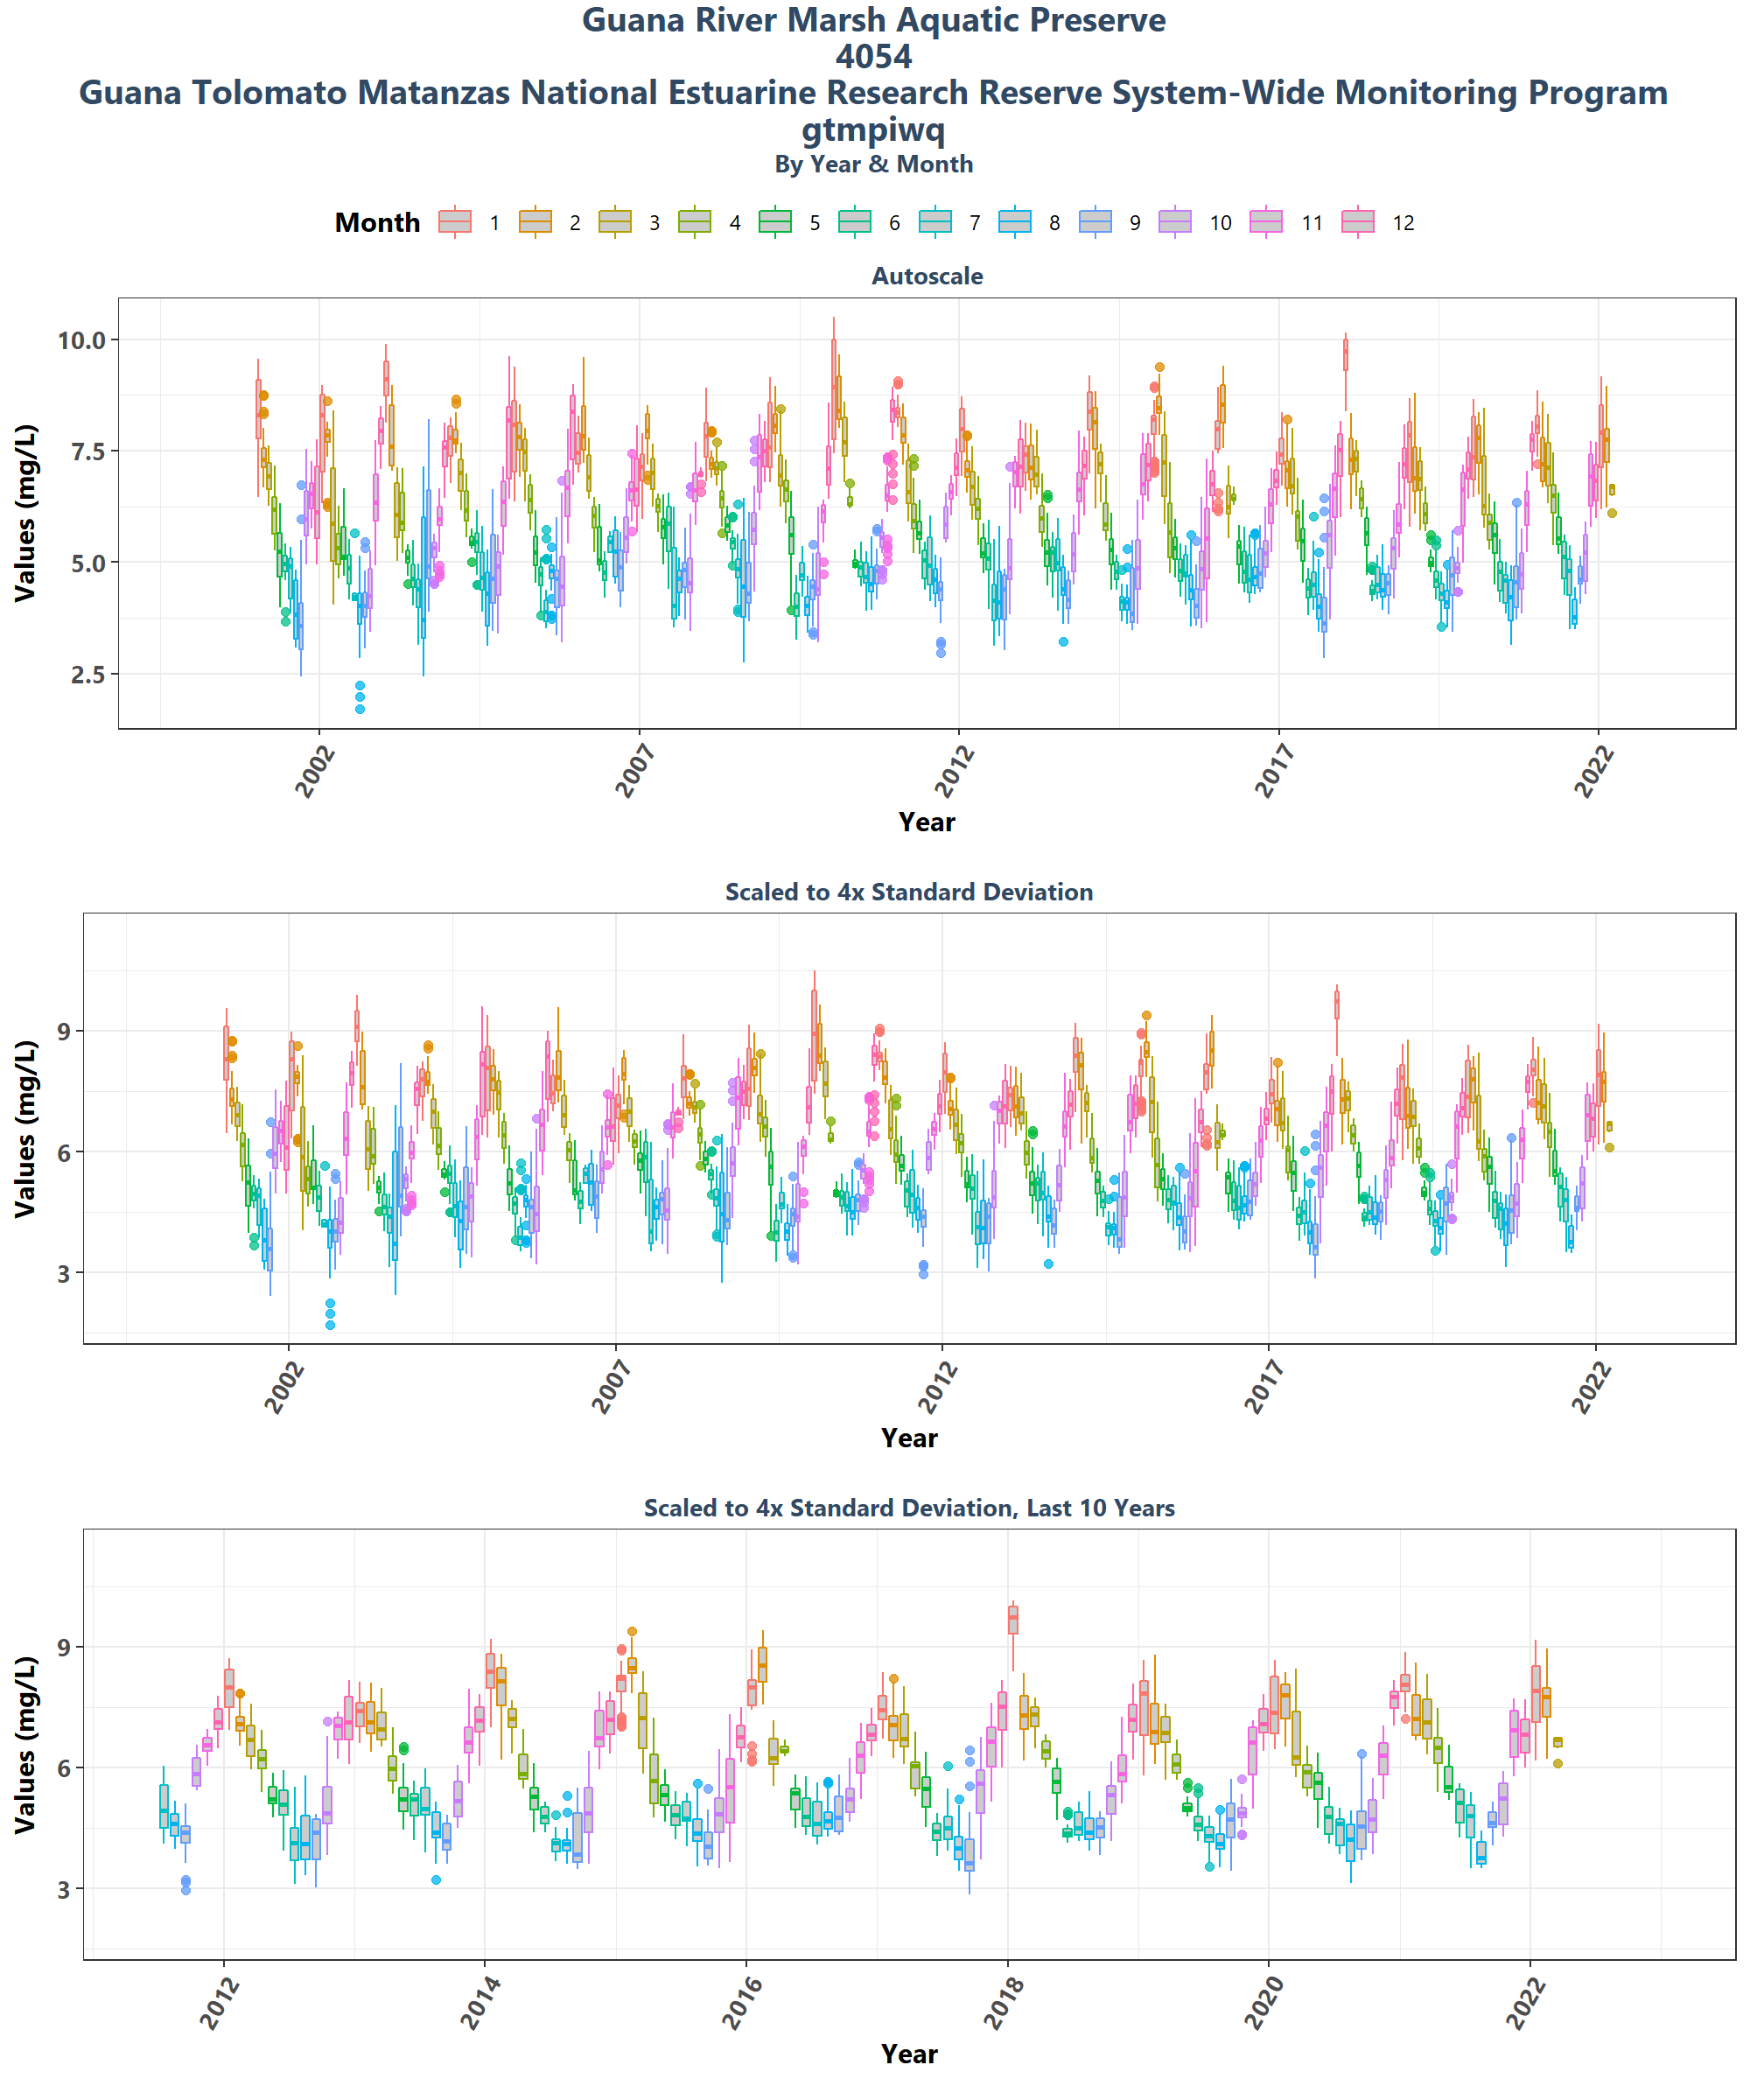 Guana River Marsh Aquatic Preserve
4054
Guana Tolomato Matanzas National Estuarine Research Reserve System-Wide Monitoring Program
gtmpiwq
By Year & Month
Month 1 2 3 4 5 6 7 8 9 10 11 12
Autoscale
Values (mg/L)
10.0
7.5
5.0
2.5
2002 2007 2012 2017 2022
Year
Scaled to 4x Standard Deviation
Values (mg/L)
9
6
3
2002 2007 2012 2017 2022
Year
Scaled to 4x Standard Deviation, Last 10 Years
Values (mg/L)
9
6
3
2012 2014 2016 2018 2020 2022
Year